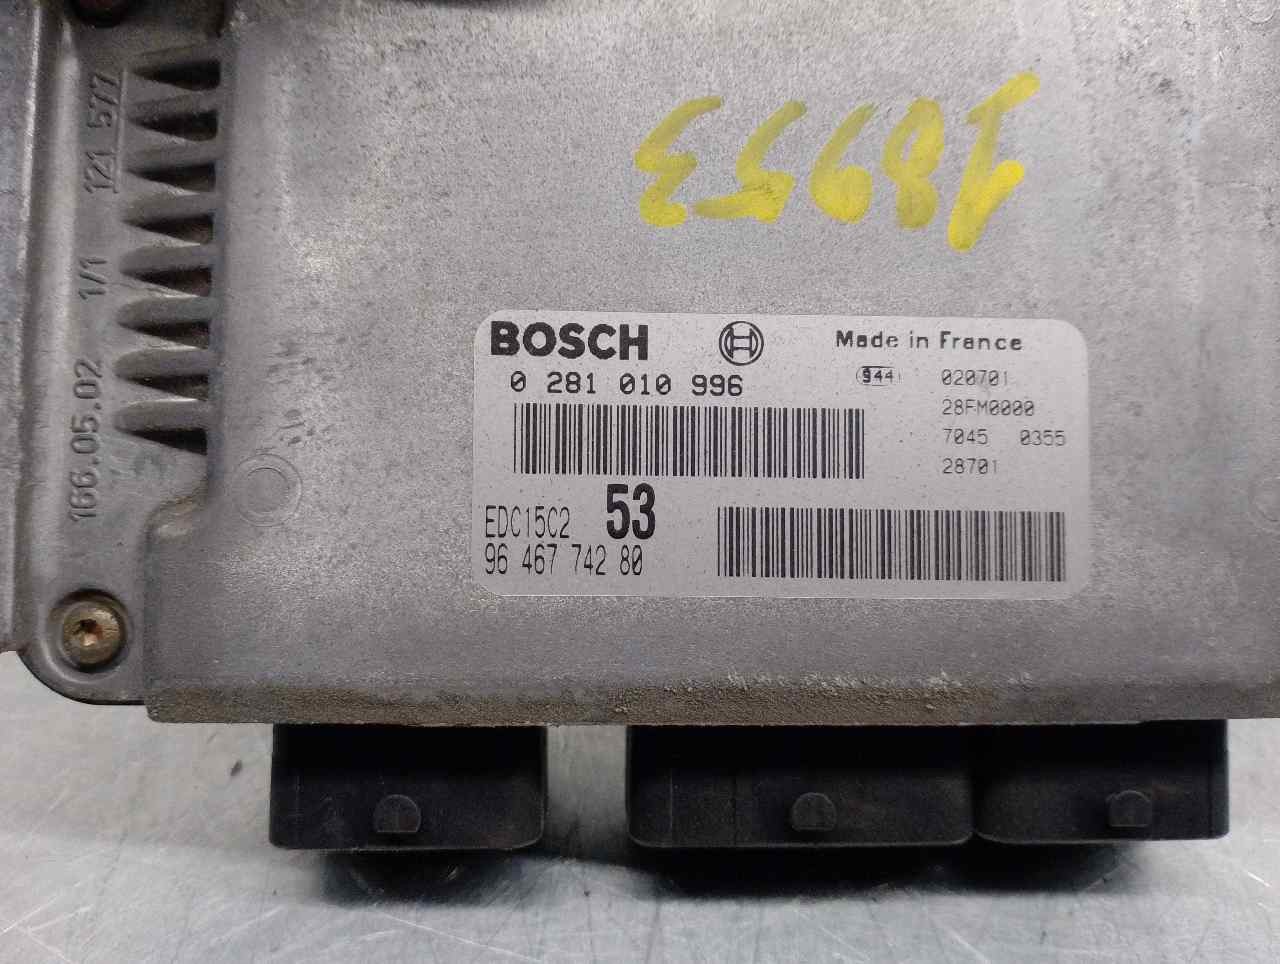 121 577
1/1
166.05.02
BOSCH
Made in France
0 281 010 996
944
020701
28FM0000
7045 0355
28701
EDC15C2 53
96 467 742 80